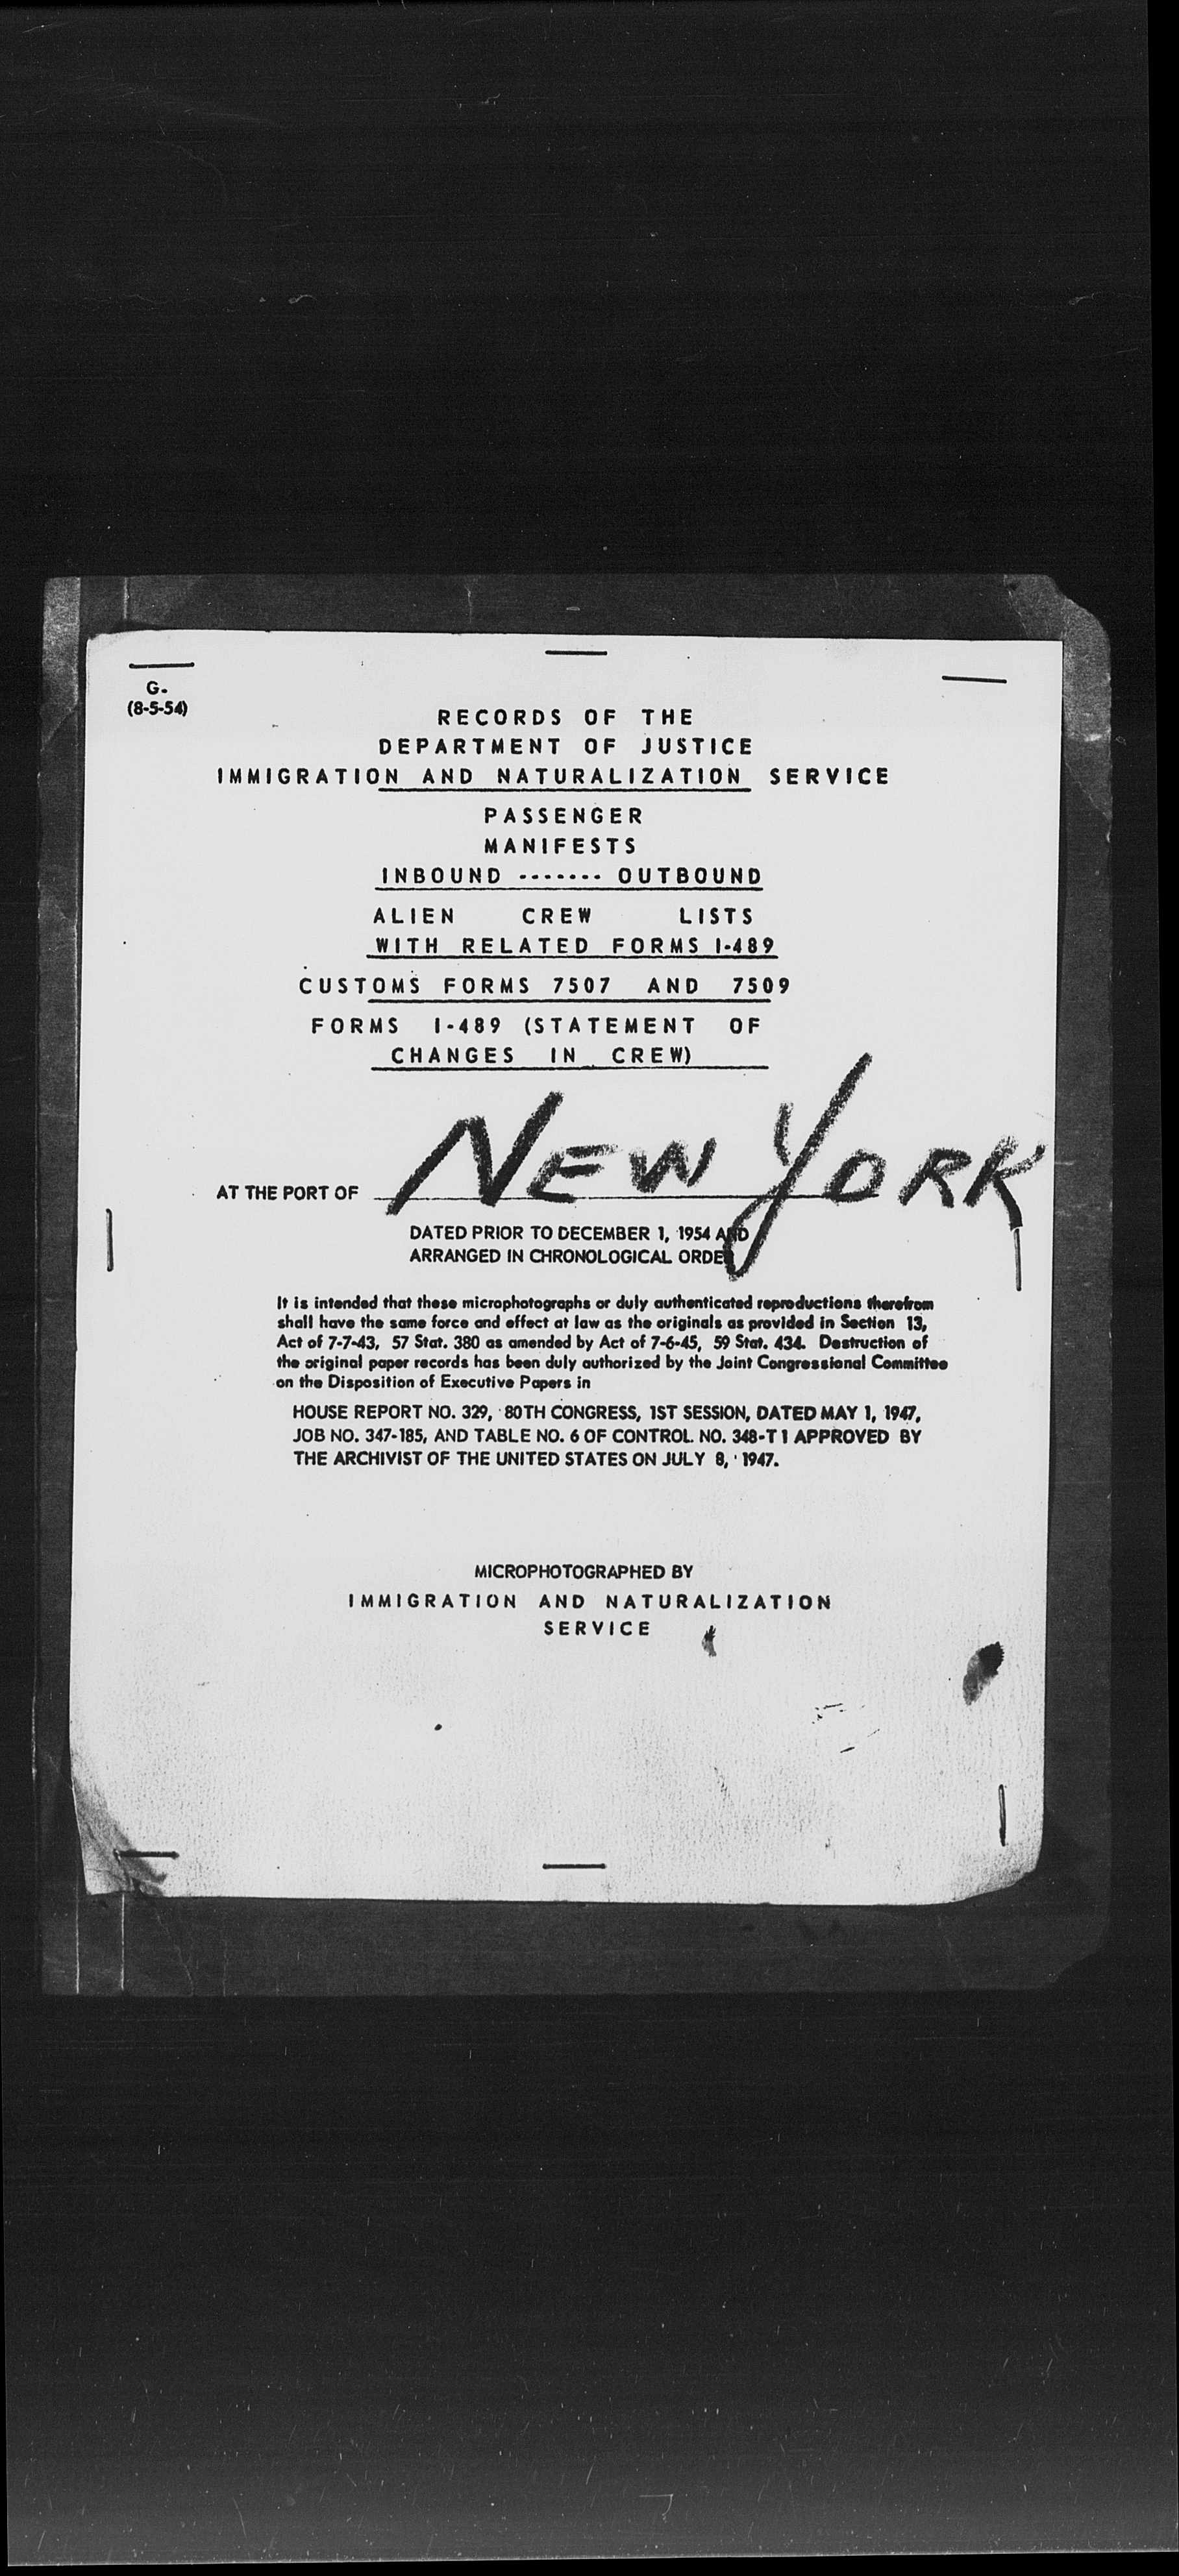 G.
(8-5-54)
RECORDS OF THE
DEPARTMENT OF JUSTICE
IMMIGRATION AND NATURALIZATION SERVICE
PASSENGER
MANIFESTS
INBOUND ------- OUTBOUND
ALIEN CREW LISTS
WITH RELATED FORMS I-489
CUSTOMS FORMS 7507 AND 7509
FORMS I-489 (STATEMENT OF
CHANGES IN CREW)
AT THE PORT OF NEW YORK
DATED PRIOR TO DECEMBER 1, 1954 AND
ARRANGED IN CHRONOLOGICAL ORDER
It is intended that these microphotographs or duly authenticated reproductions therefrom
shall have the same force and effect at law as the originals as provided in Section 13,
Act of 7-7-43, 57 Stat. 380 as amended by Act of 7-6-45, 59 Stat. 434. Destruction of
the original paper records has been duly authorized by the Joint Congressional Committee
on the Disposition of Executive Papers in
HOUSE REPORT NO. 329, 80TH CONGRESS, 1ST SESSION, DATED MAY 1, 1947,
JOB NO. 347-185, AND TABLE NO. 6 OF CONTROL. NO. 348-T1 APPROVED BY
THE ARCHIVIST OF THE UNITED STATES ON JULY 8, 1947.
MICROPHOTOGRAPHED BY
IMMIGRATION AND NATURALIZATION
SERVICE